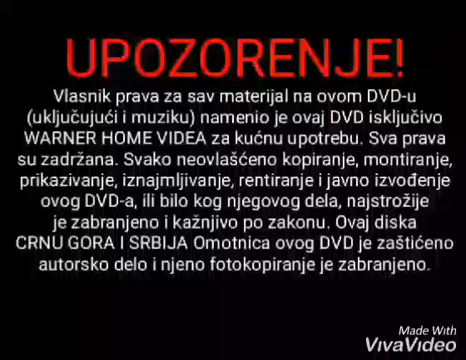 UPOZORENJE!
Vlasnik prava za sav materijal na ovom DVD-u
(uključujući i muziku) namenio je ovaj DVD isključivo
WARNER HOME VIDEA za kućnu upotrebu. Sva prava
su zadržana. Svako neovlašćeno kopiranje, montiranje,
prikazivanje, iznajmljivanje, rentiranje i javno izvođenje
ovog DVD-a, ili bilo kog njegovog dela, najstrožije
je zabranjeno i kažnjivo po zakonu. Ovaj diska
CRNU GORA I SRBIJA Omotnica ovog DVD je zaštićeno
autorsko delo i njeno fotokopiranje je zabranjeno.
Made With
VivaVideo